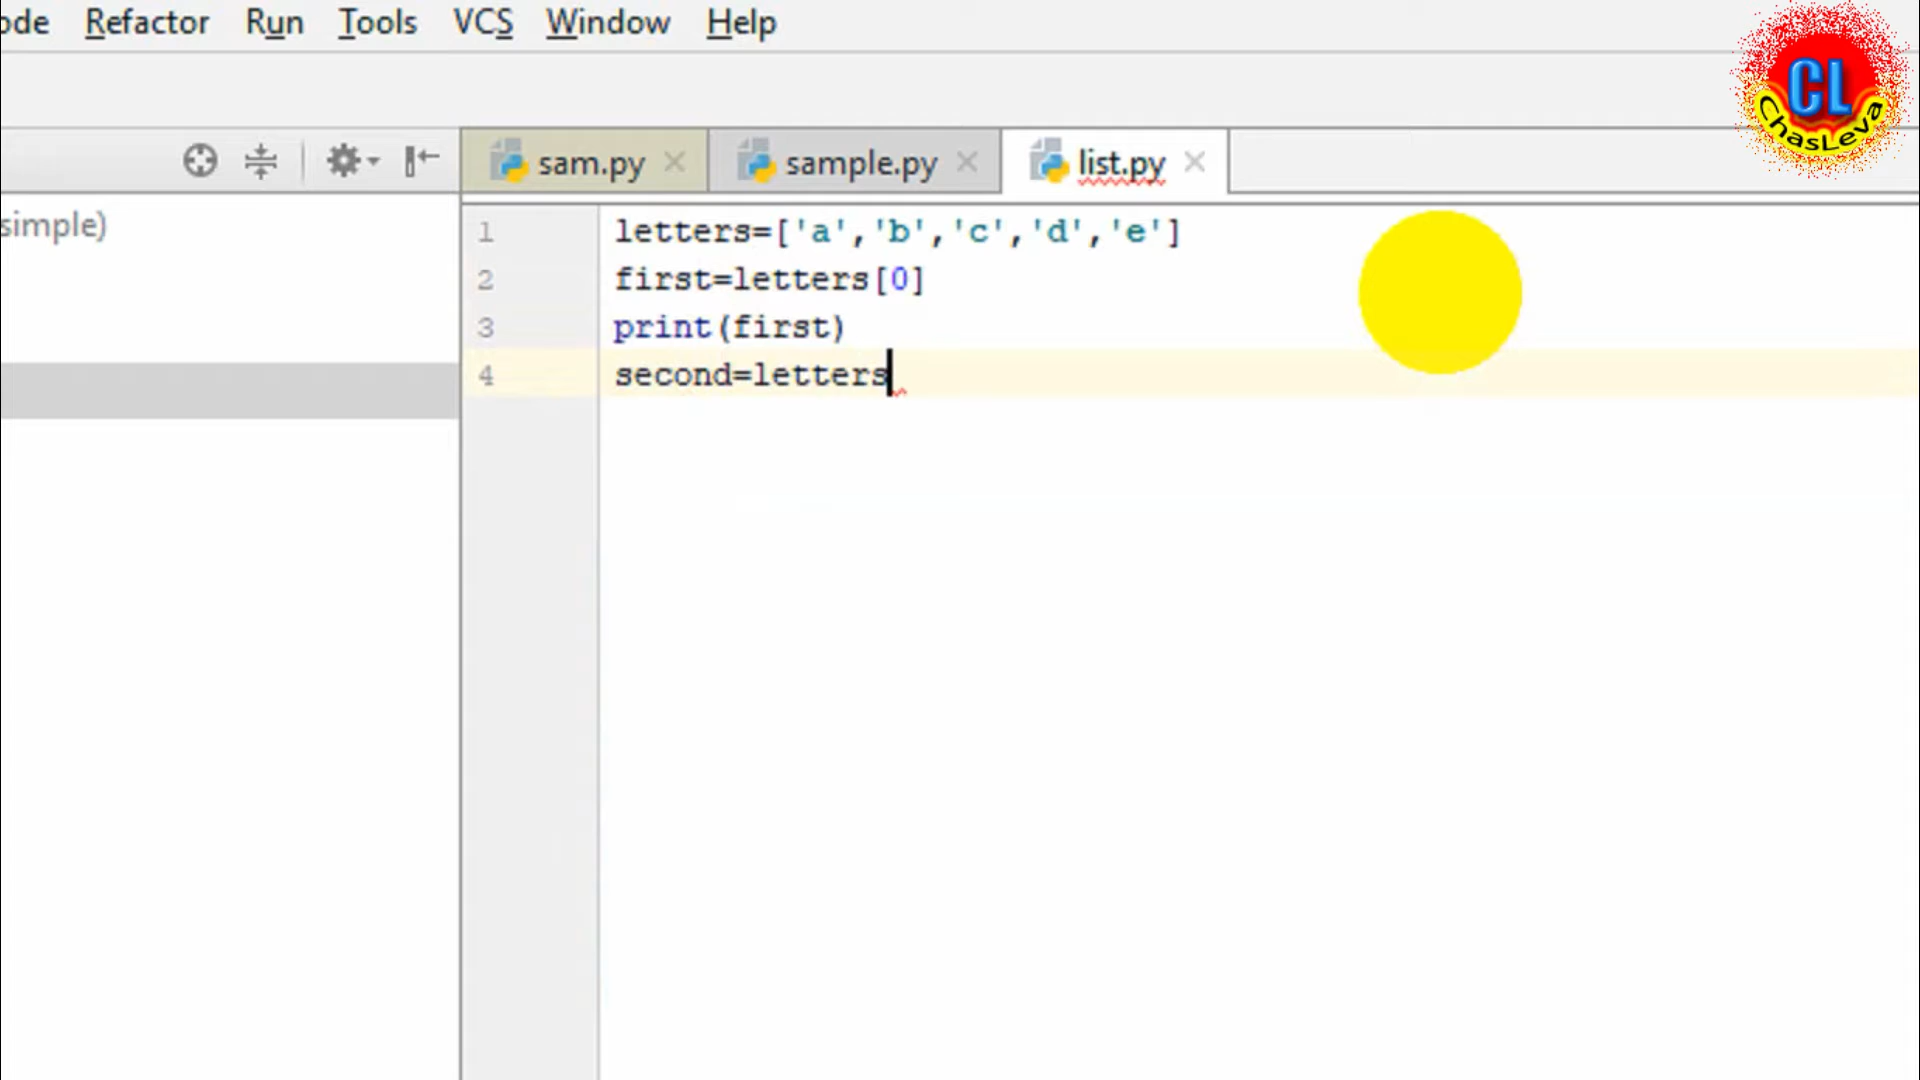 ode Refactor Run Tools VCS Window Help
CL
ChasLeva
sam.py sample.py list.py
simple)
1 letters=['a','b','c','d','e']
2 first=letters[0]
3 print(first)
4 second=letters